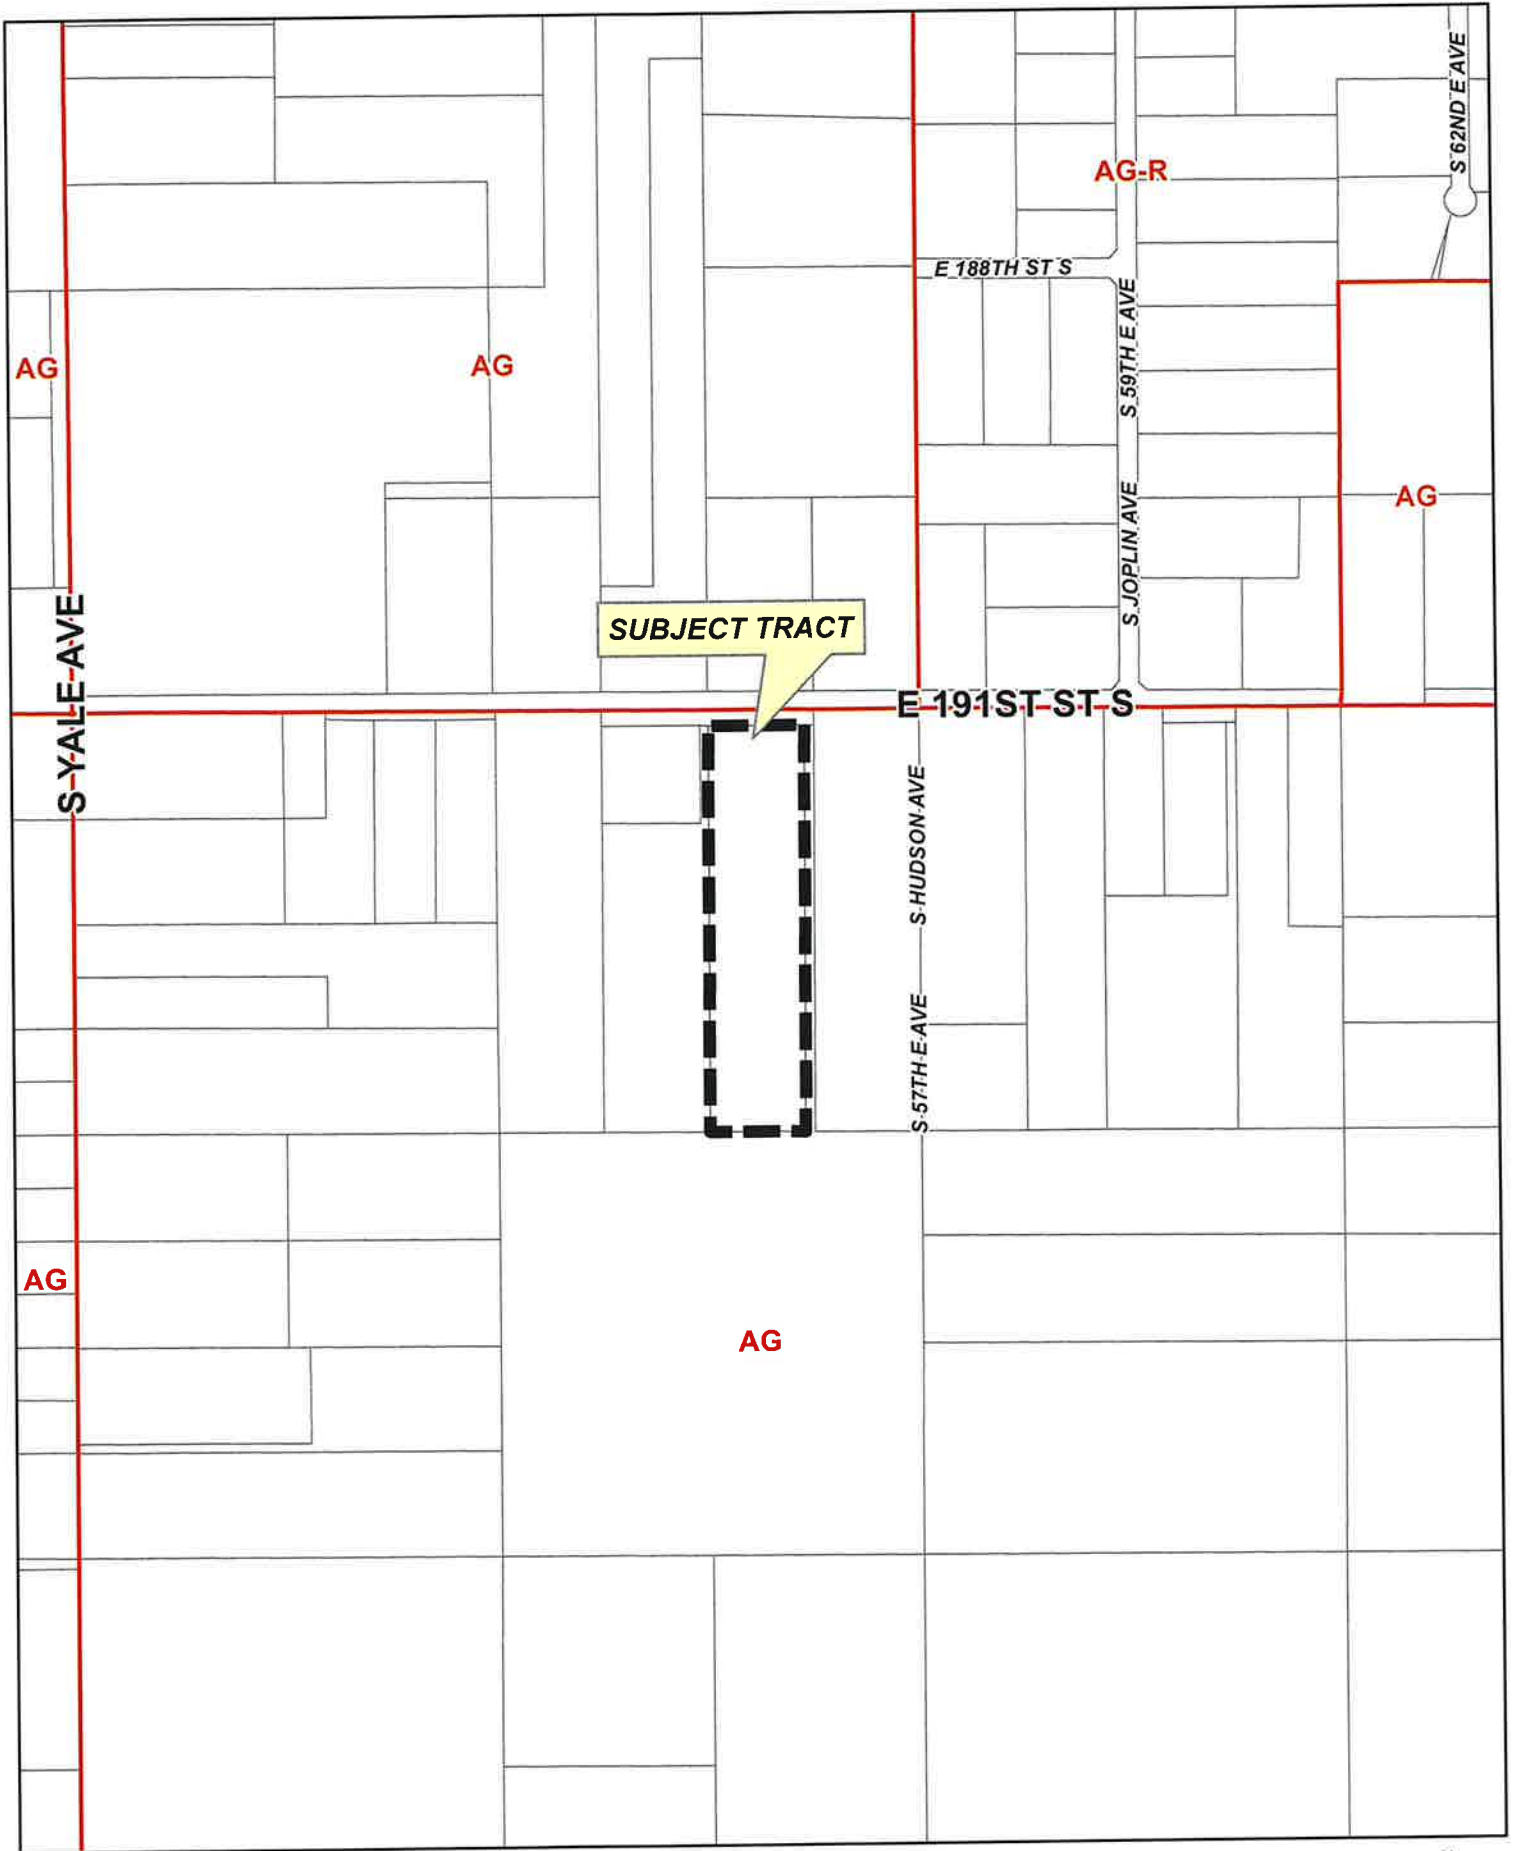 S 62ND E AVE
AG-R
E 188TH ST S
S 59TH E AVE
AG
AG
AG
S JOPLIN AVE
S YALE AVE
SUBJECT TRACT
E 191ST ST S
S HUDSON AVE
S 57TH E AVE
AG
AG